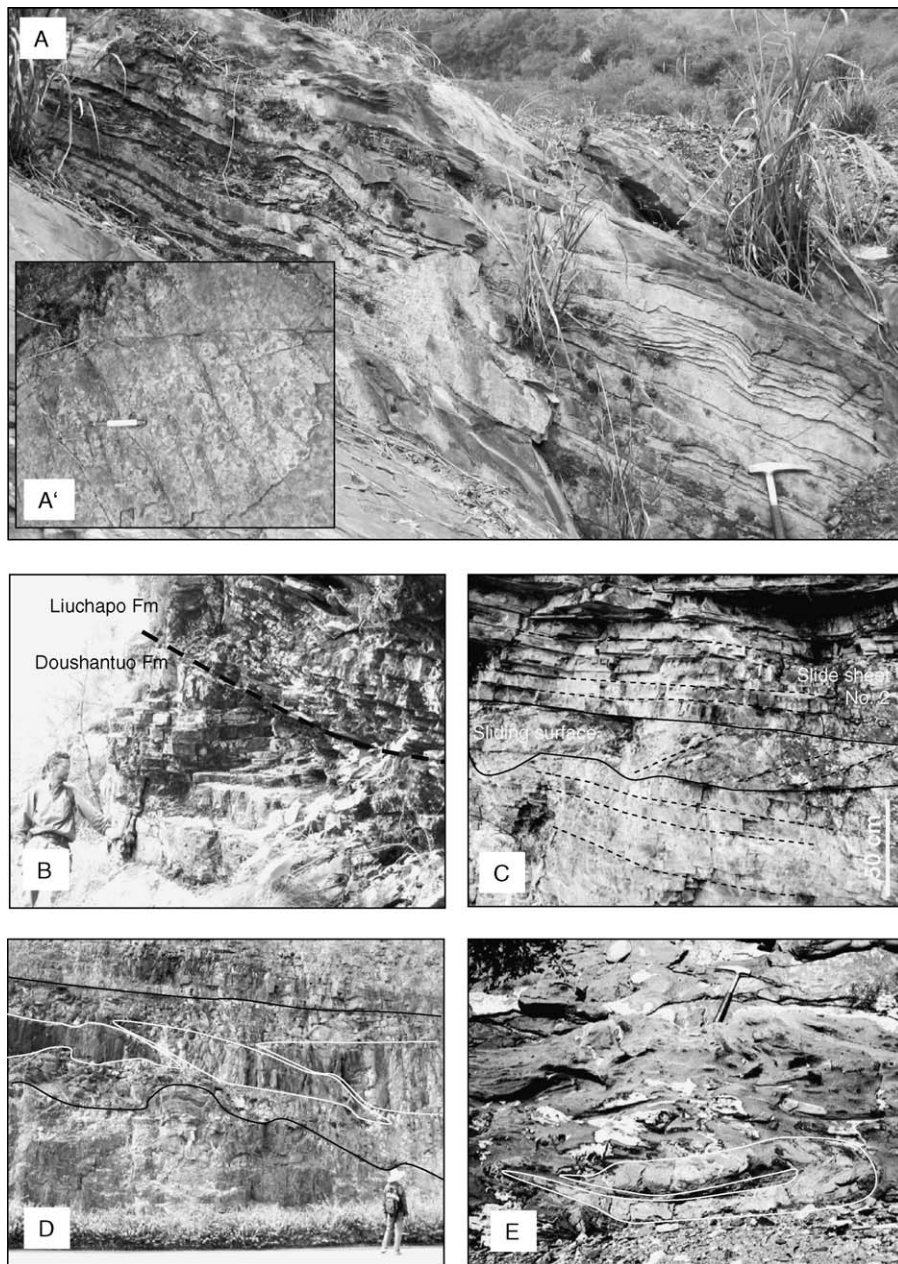 A
A'
Liuchapo Fm
Doushantuo Fm
B
Slide sheet
No. 2
Sliding surface
50 cm
C
D
E